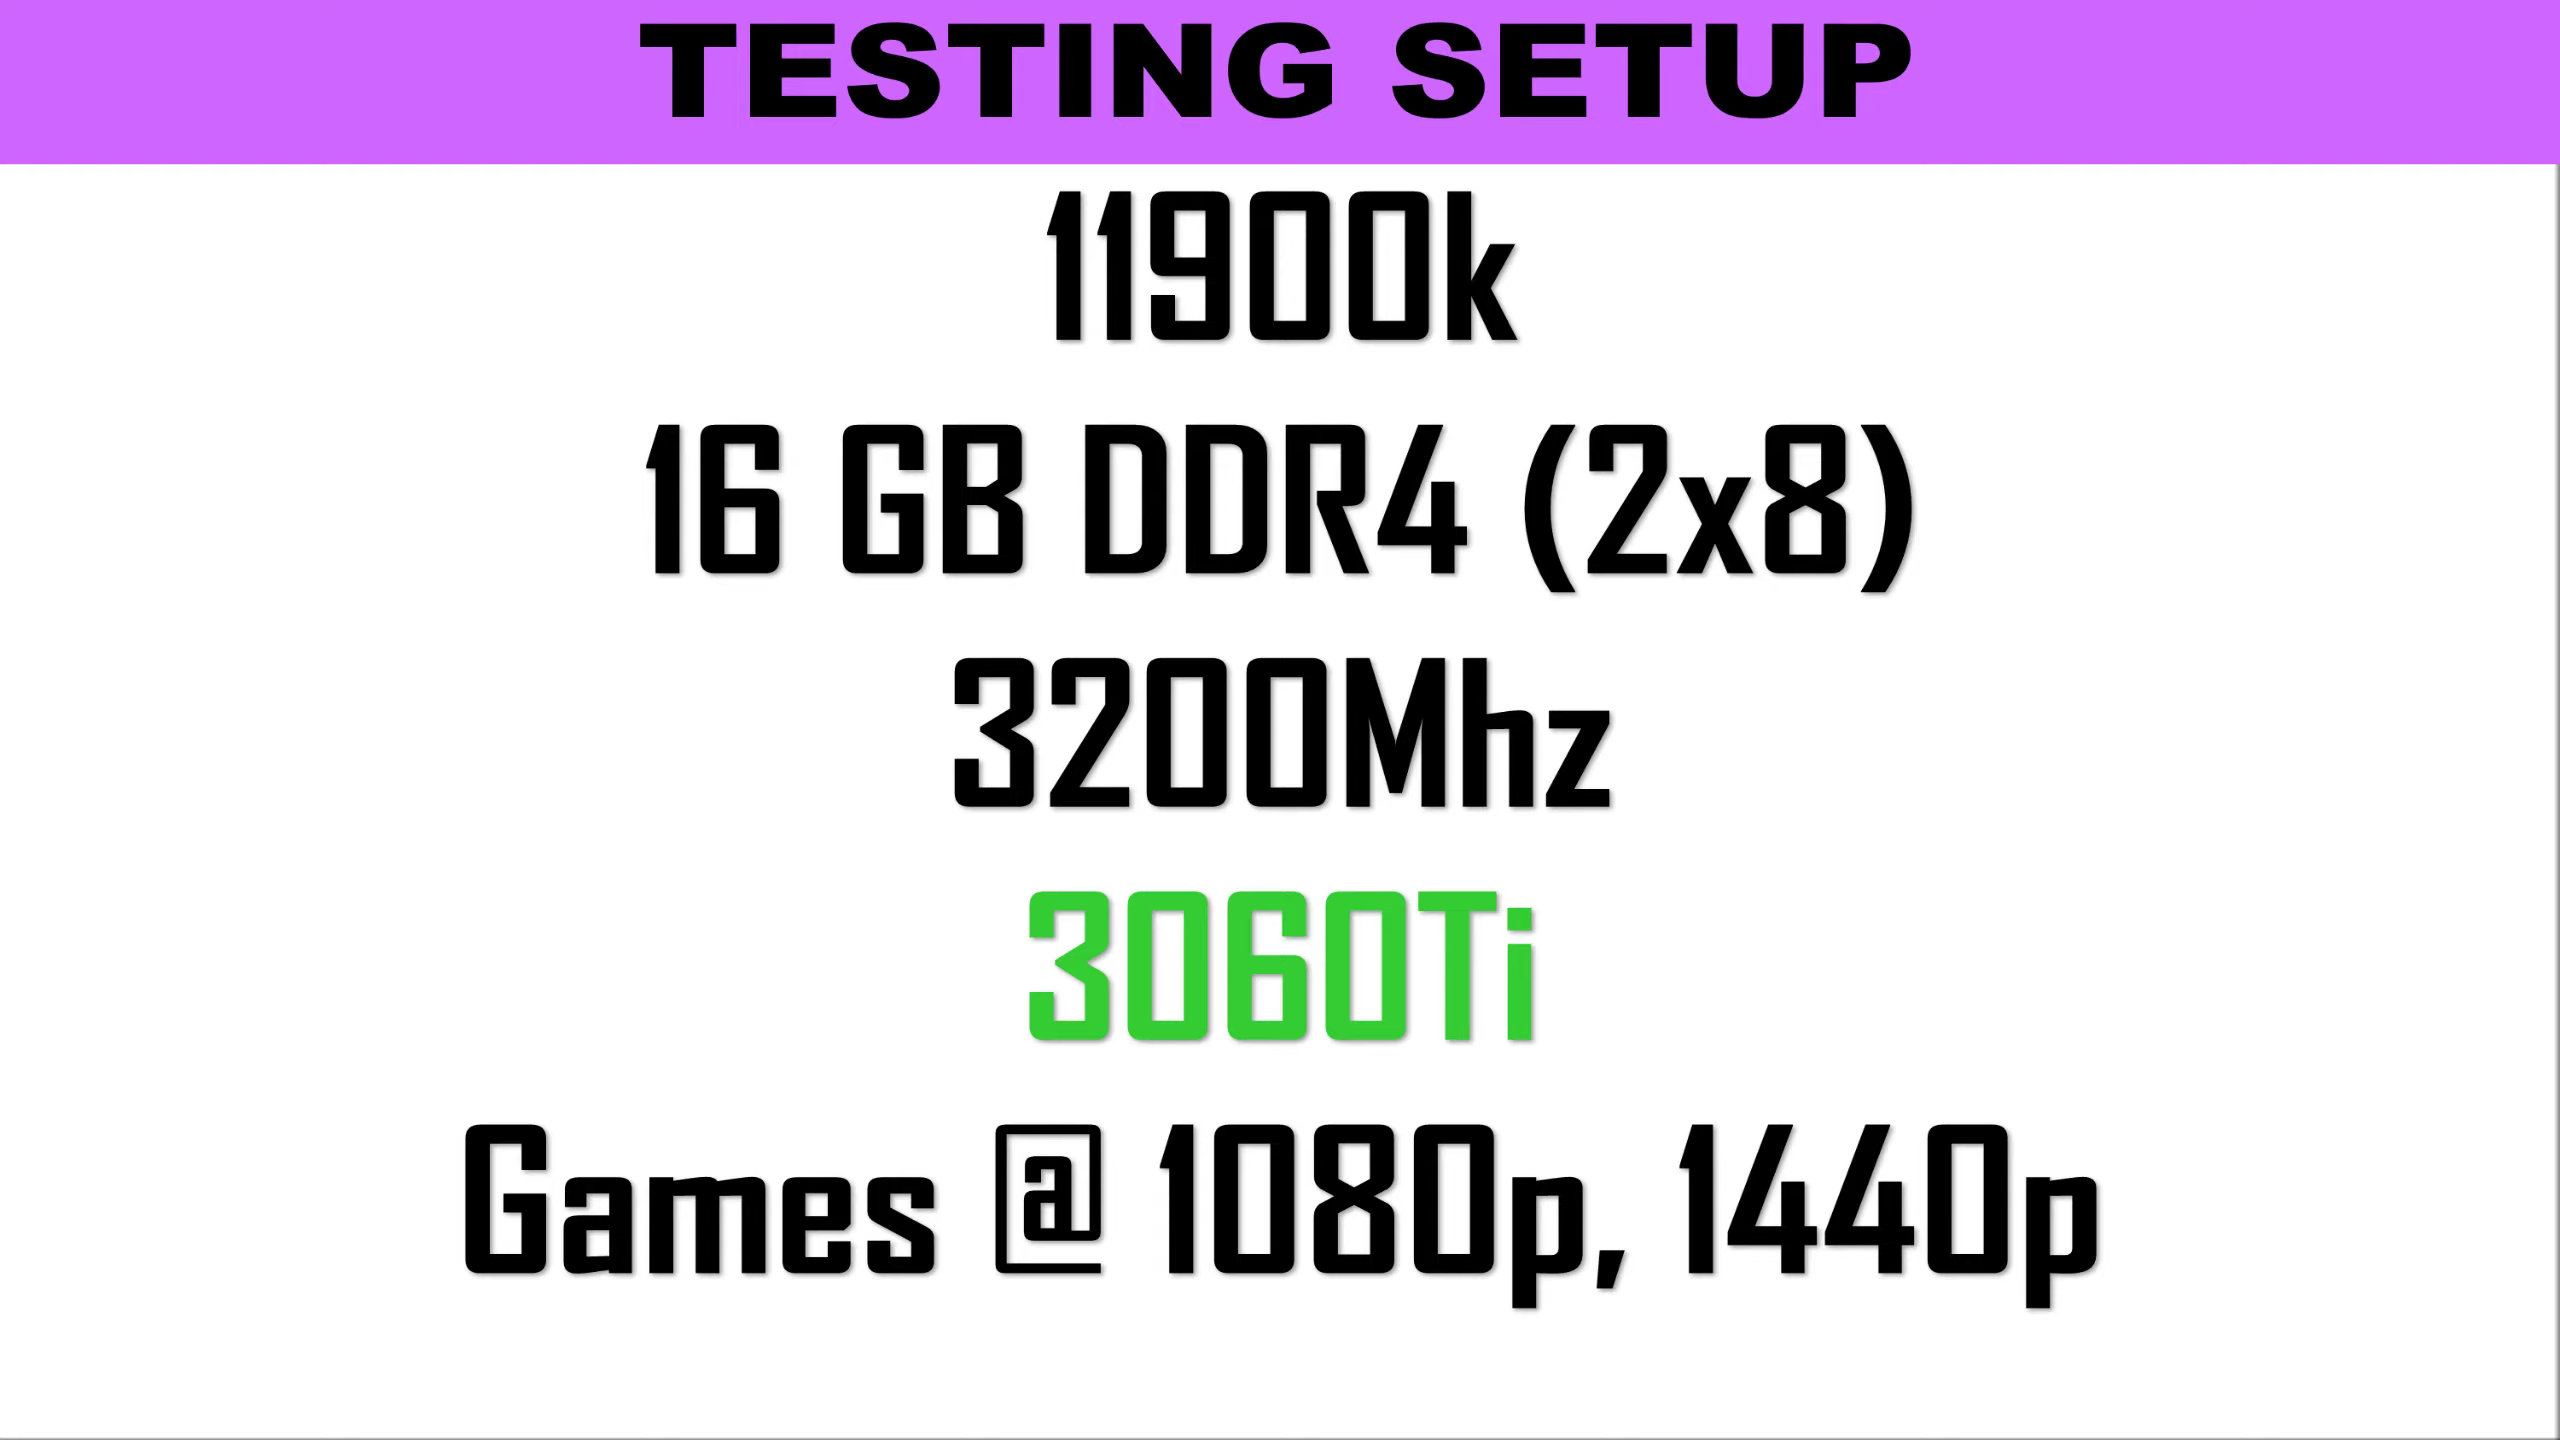 TESTING SETUP
11900k
16 GB DDR4 (2x8)
3200Mhz
3060Ti
Games @ 1080p, 1440p